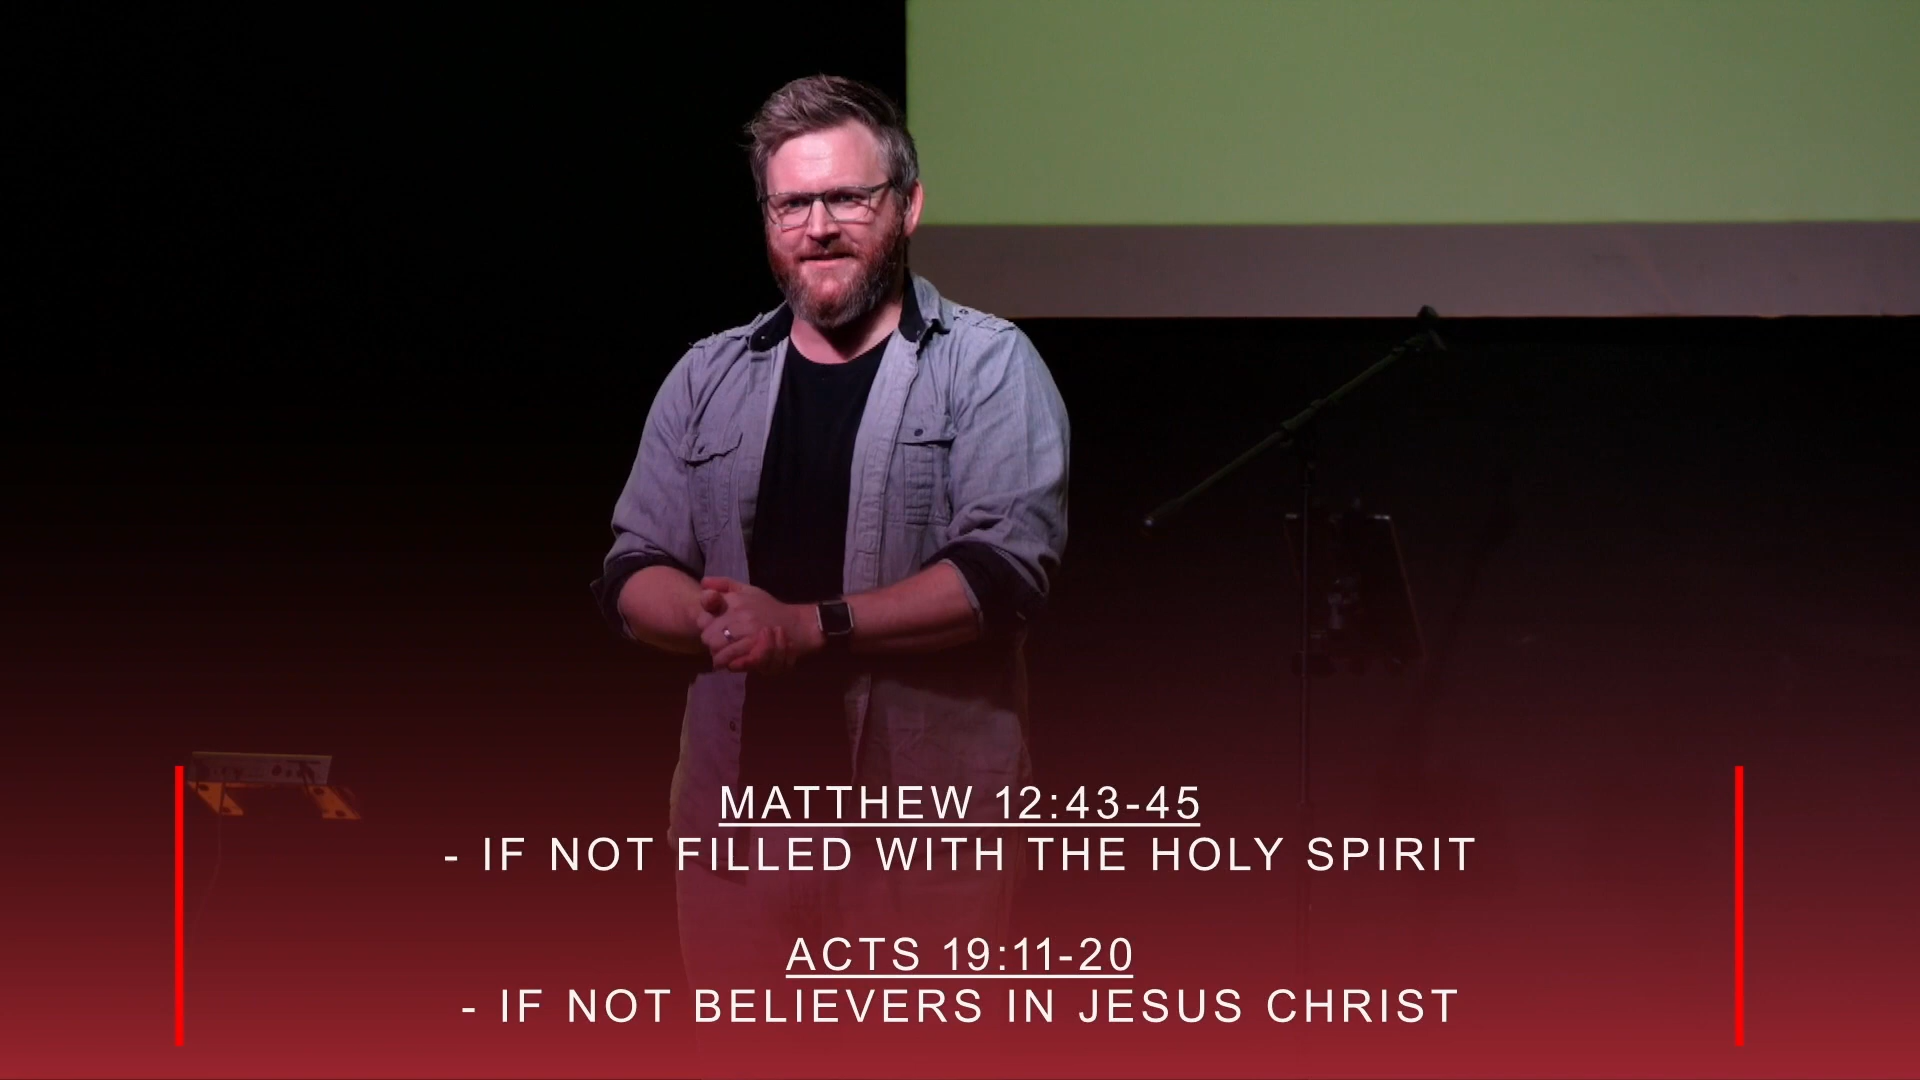 MATTHEW 12:43-45
- IF NOT FILLED WITH THE HOLY SPIRIT
ACTS 19:11-20
- IF NOT BELIEVERS IN JESUS CHRIST